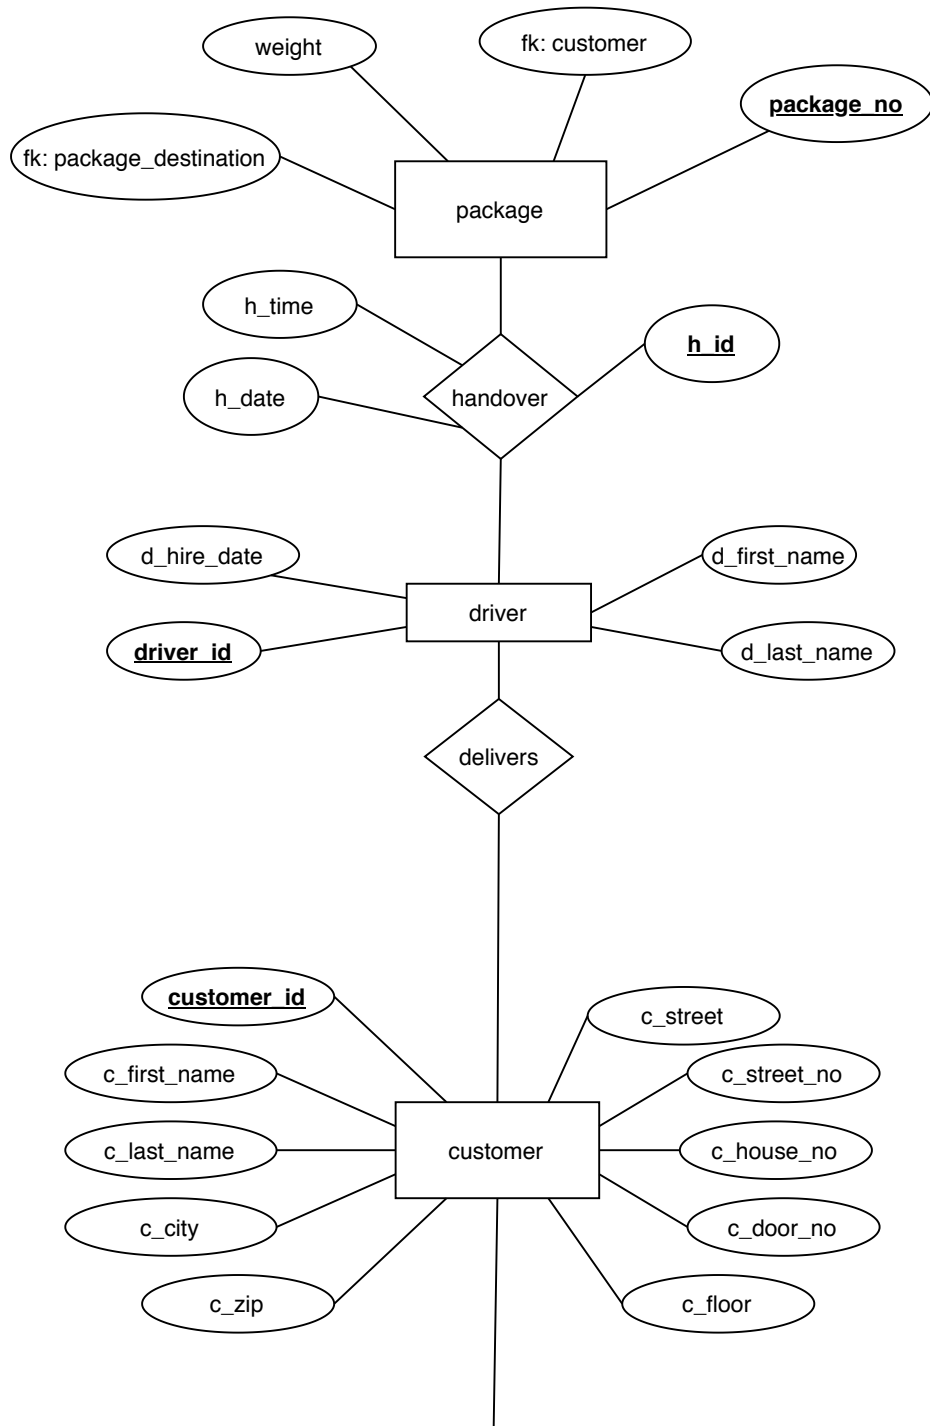 weight
fk: customer
package_no
fk: package_destination
package
h_time
h_id
h_date
handover
d_hire_date
d_first_name
driver
driver_id
d_last_name
delivers
customer_id
c_street
c_first_name
c_street_no
c_last_name
customer
c_house_no
c_city
c_door_no
c_zip
c_floor